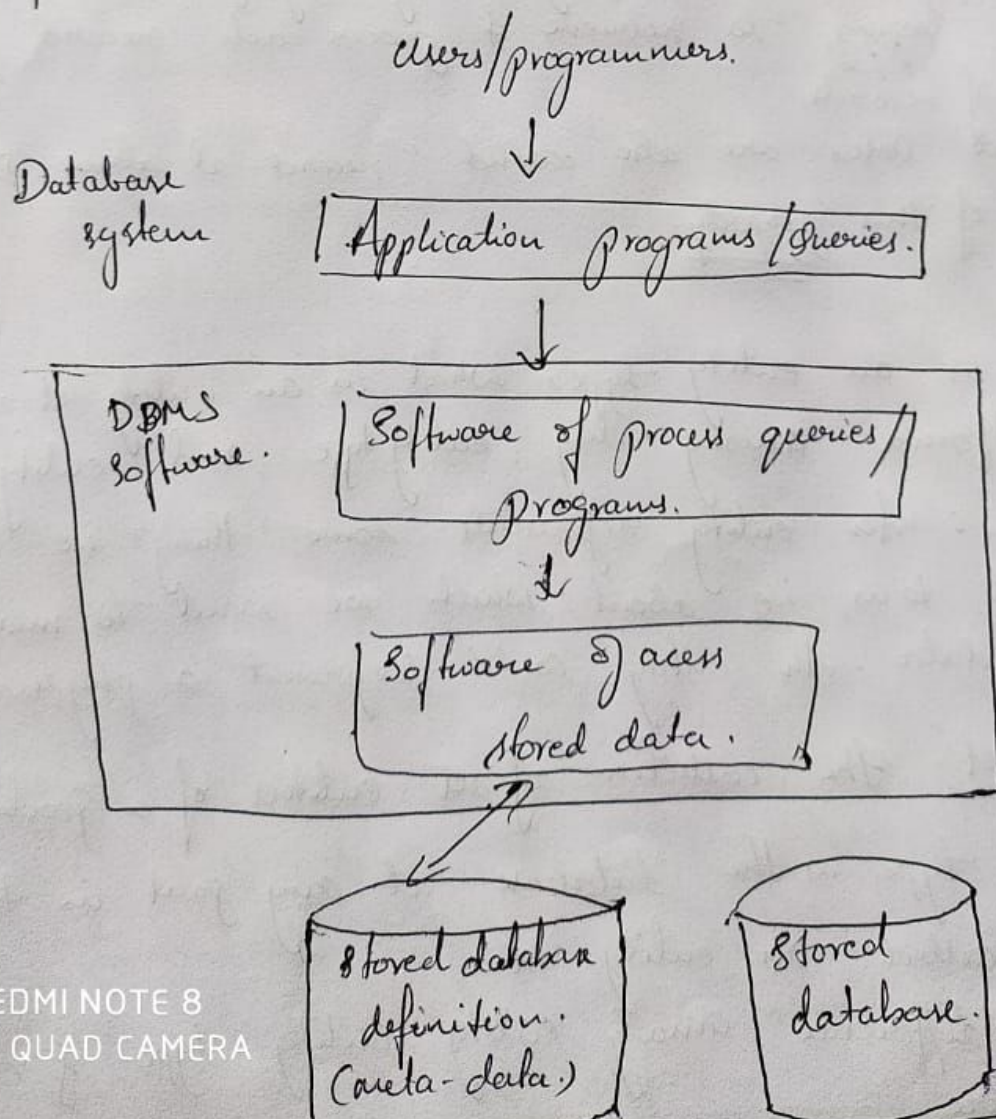 Users/programmers.
Database
system
Application programs/Queries.
DBMS
Software.
Software of process queries/
programs.
Software of acess
stored data.
Stored database
definition.
(meta-data.)
Stored
database.
EDMI NOTE 8
QUAD CAMERA